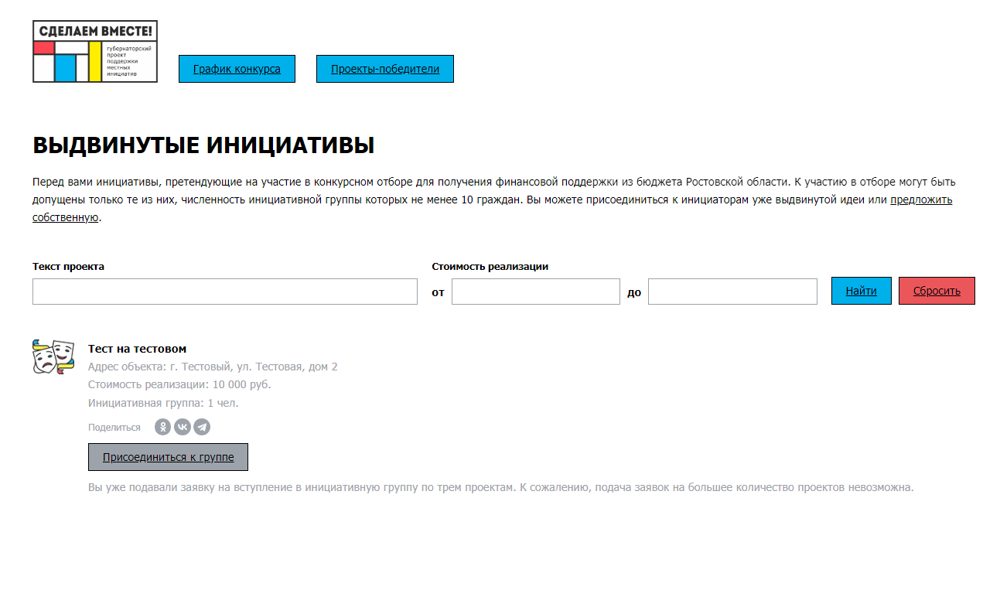 СДЕЛАЕМ ВМЕСТЕ!
губернаторский
проект
поддержки
местных
инициатив
График конкурса
Проекты-победители
ВЫДВИНУТЫЕ ИНИЦИАТИВЫ
Перед вами инициативы, претендующие на участие в конкурсном отборе для получения финансовой поддержки из бюджета Ростовской области. К участию в отборе могут быть
допущены только те из них, численность инициативной группы которых не менее 10 граждан. Вы можете присоединиться к инициаторам уже выдвинутой идеи или предложить
собственную.
Текст проекта
Стоимость реализации
от
до
Найти
Сбросить
Тест на тестовом
Адрес объекта: г. Тестовый, ул. Тестовая, дом 2
Стоимость реализации: 10 000 руб.
Инициативная группа: 1 чел.
Поделиться
Присоединиться к группе
Вы уже подавали заявку на вступление в инициативную группу по трем проектам. К сожалению, подача заявок на большее количество проектов невозможна.